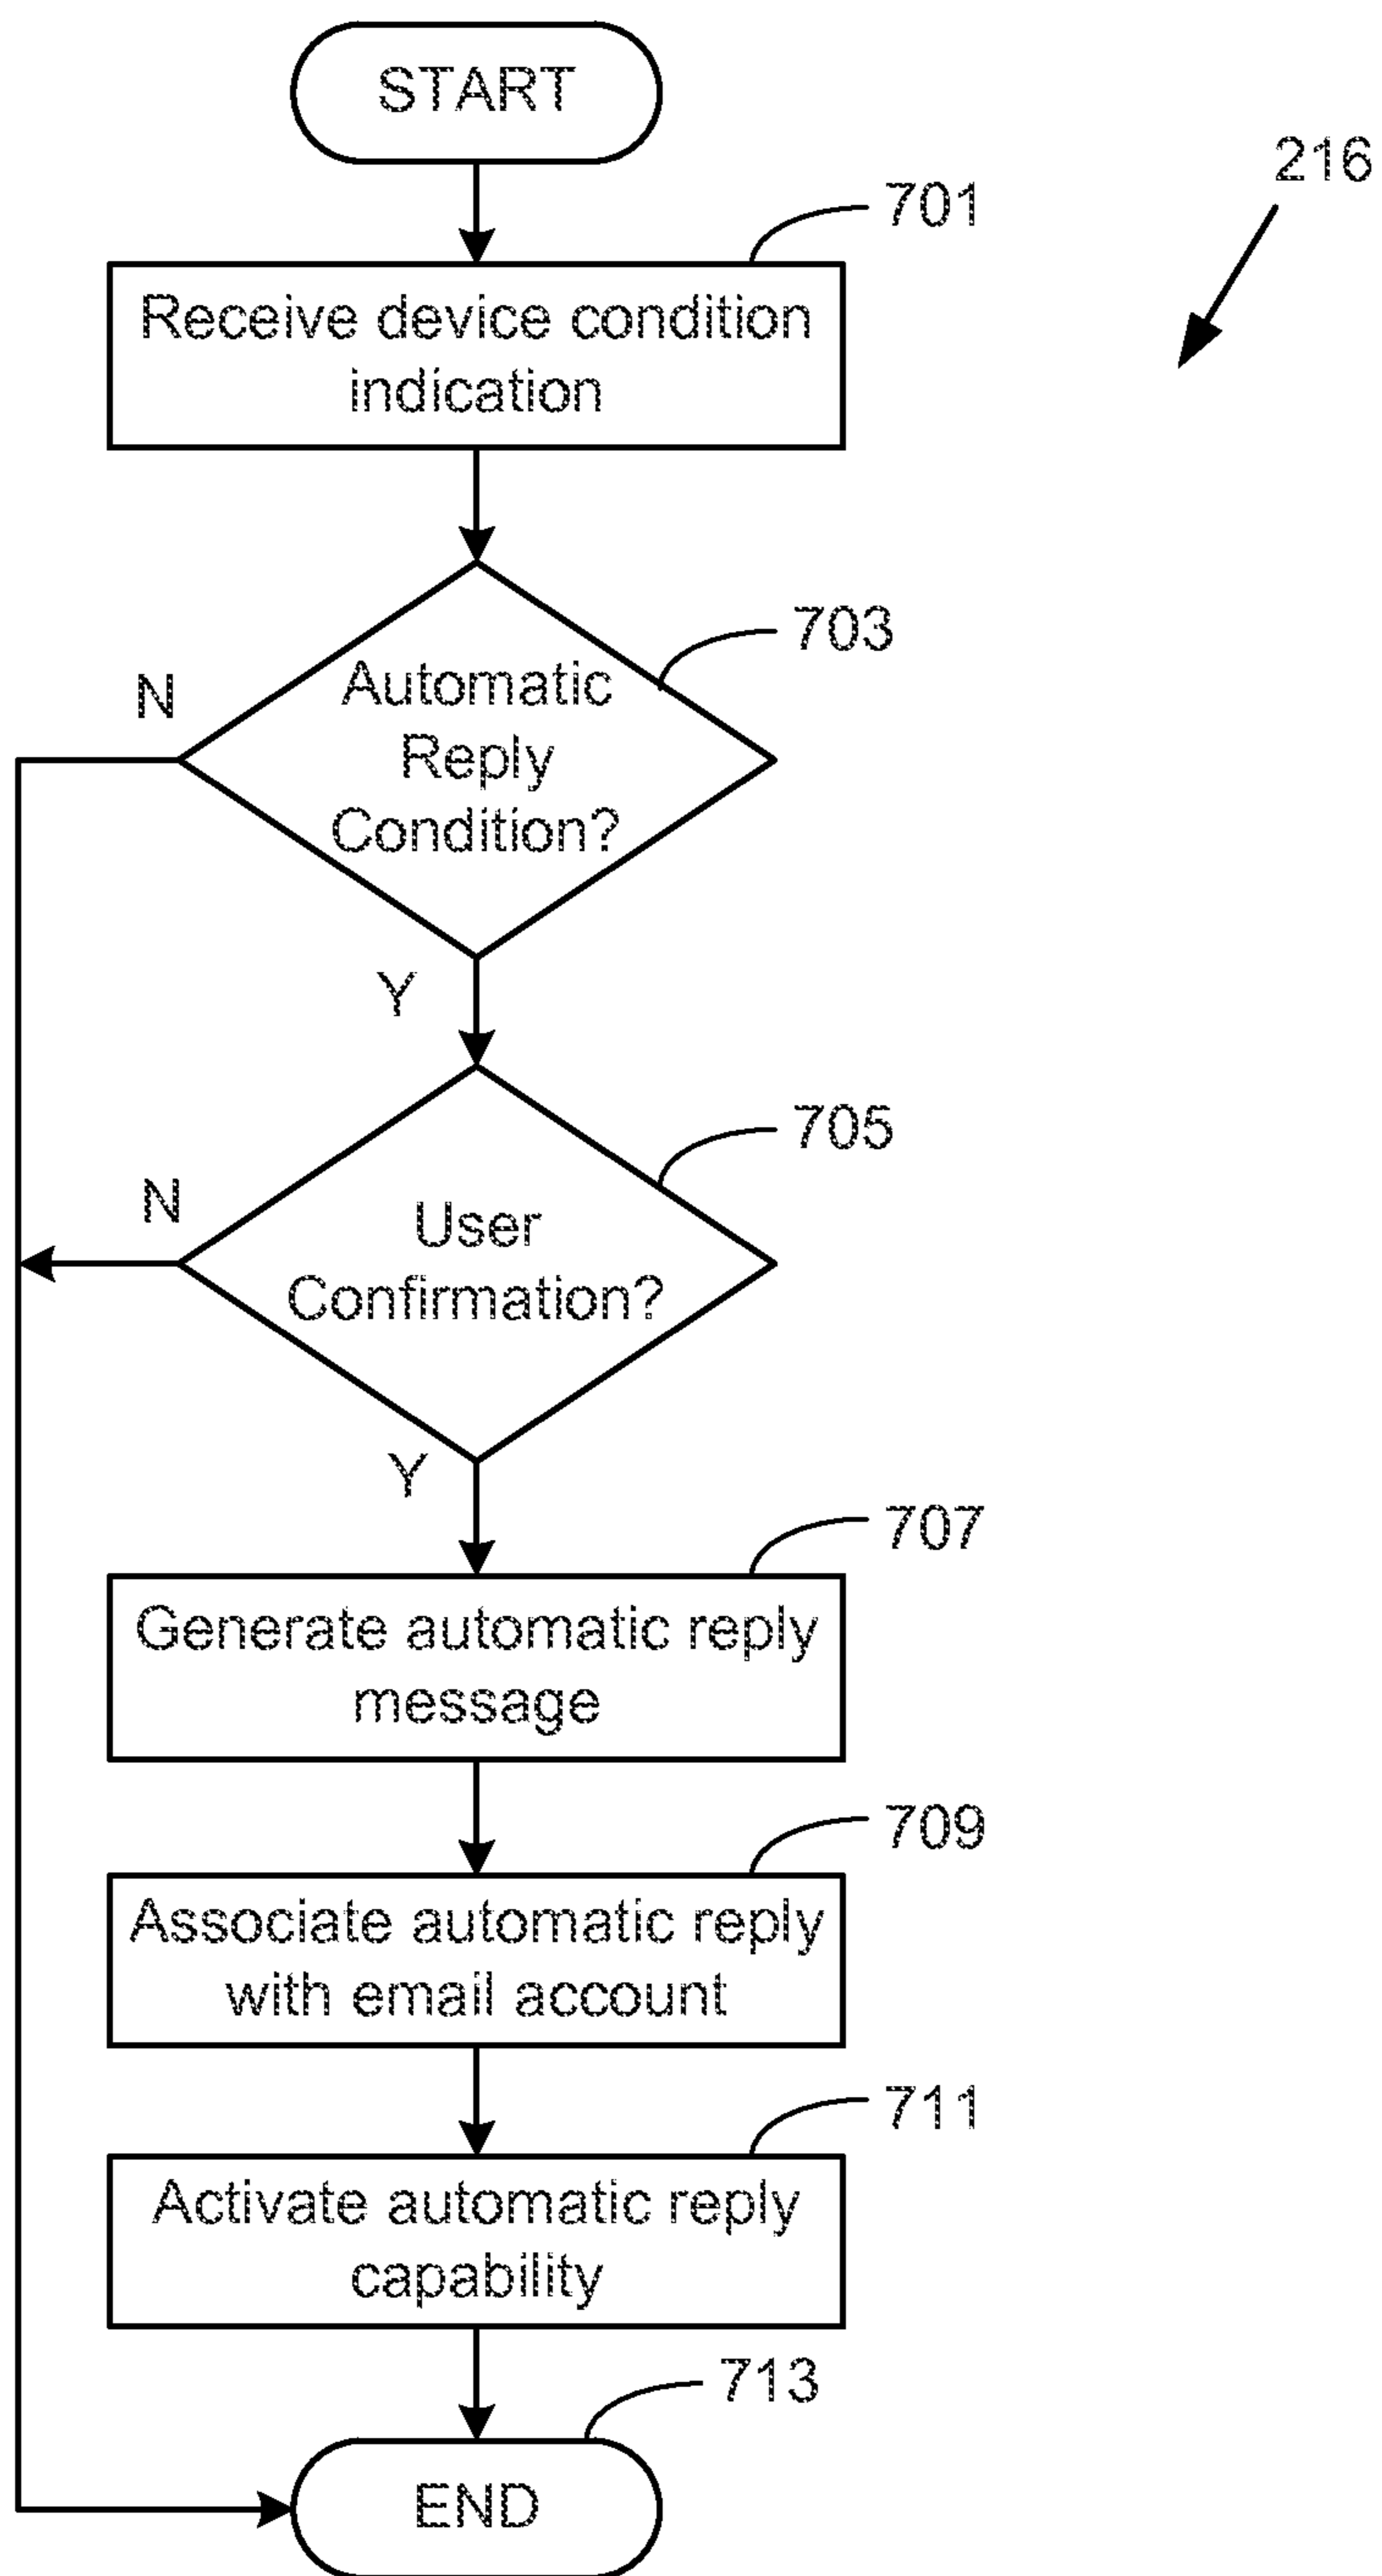 START
216
701
Receive device condition
indication
703
N
Automatic
Reply
Condition?
Y
705
N
User
Confirmation?
Y
707
Generate automatic reply
message
709
Associate automatic reply
with email account
711
Activate automatic reply
capability
713
END